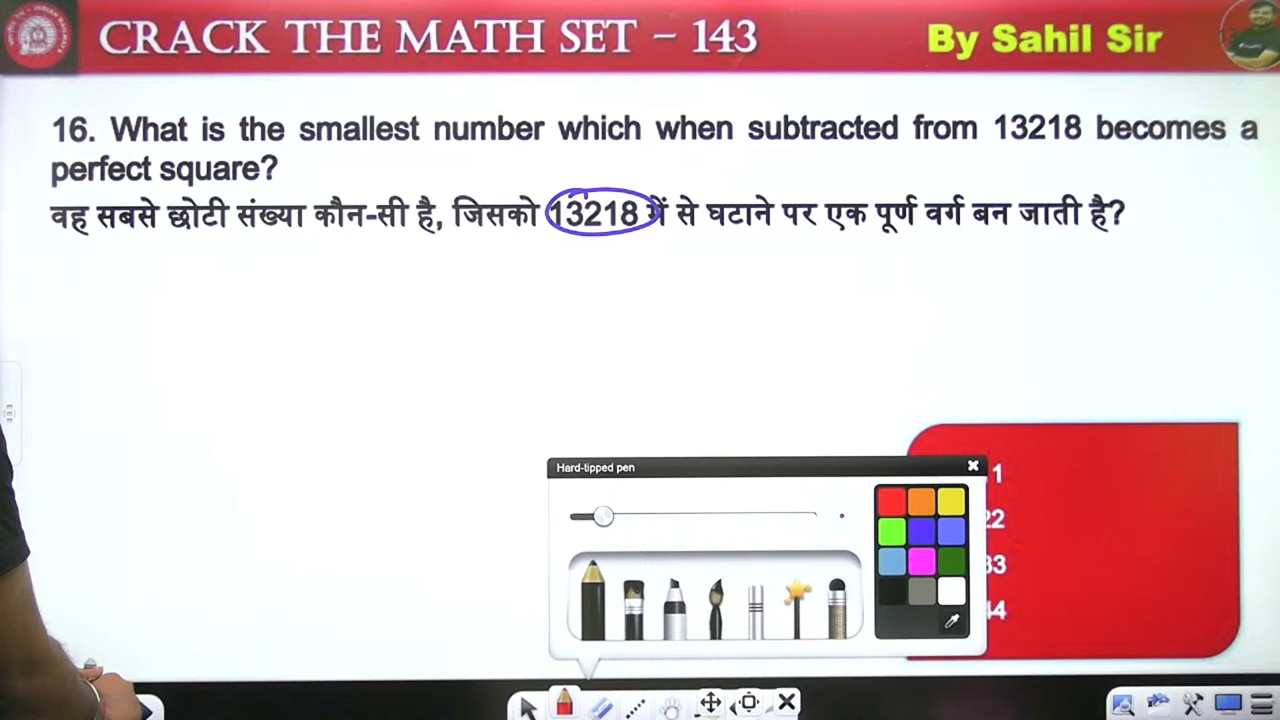 CRACK THE MATH SET – 143
By Sahil Sir
16. What is the smallest number which when subtracted from 13218 becomes a
perfect square?
वह सबसे छोटी संख्या कौन-सी है, जिसको 13218 में से घटाने पर एक पूर्ण वर्ग बन जाती है?
Hard-tipped pen